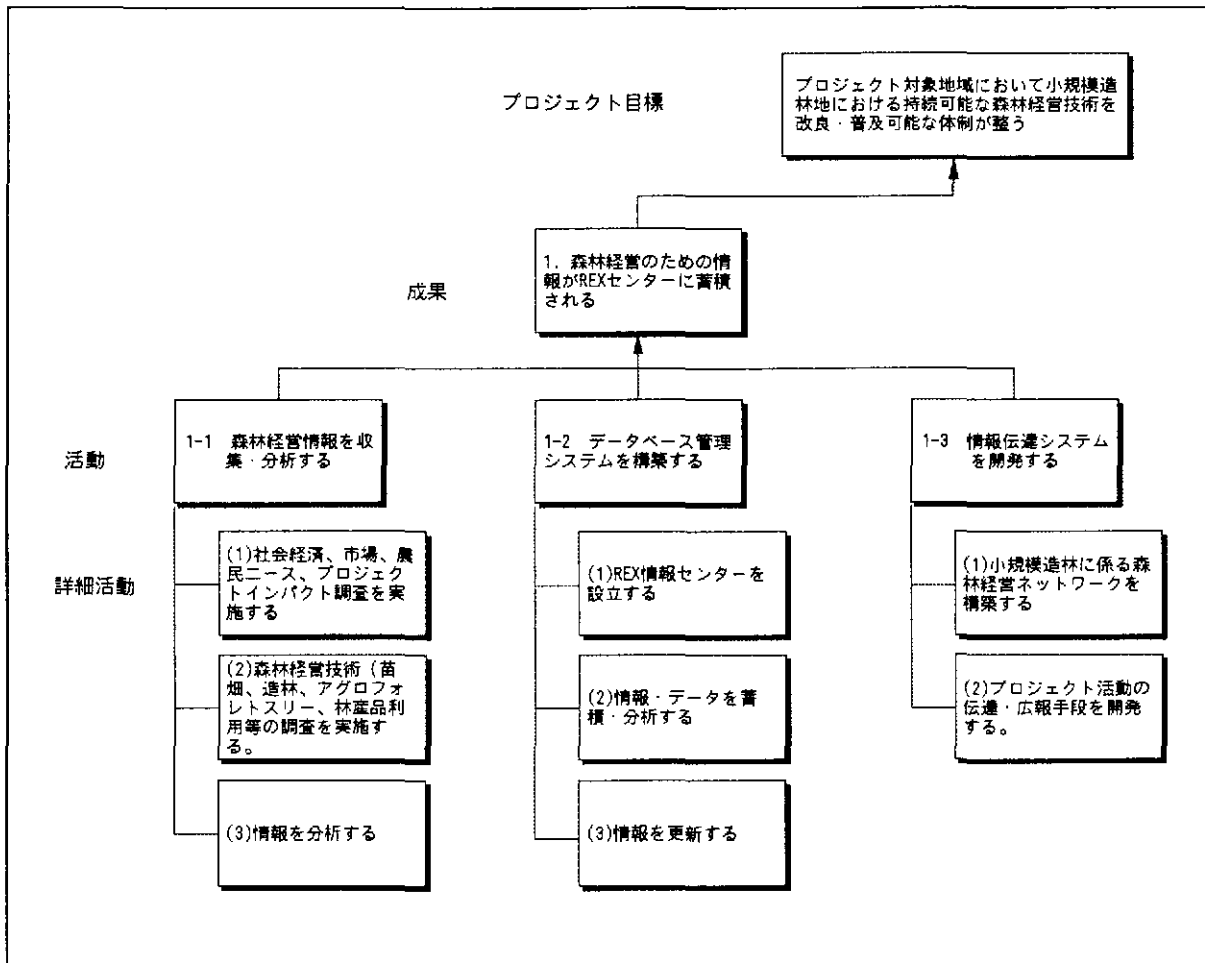 プロジェクト目標
プロジェクト対象地域において小規模造
林地における持続可能な森林経営技術を
改良・普及可能な体制が整う
成果
1. 森林経営のための情
報がREXセンターに蓄積
される
活動
1-1 森林経営情報を収
集・分析する
1-2 データベース管理
システムを構築する
1-3 情報伝達システム
を開発する
詳細活動
(1)社会経済、市場、農
民ニーズ、プロジェク
トインパクト調査を実
施する
(2)森林経営技術（苗
畑、造林、アグロフォ
レトスリー、林産品利
用等の調査を実施す
る。
(3)情報を分析する
(1)REX情報センターを
設立する
(2)情報・データを蓄
積・分析する
(3)情報を更新する
(1)小規模造林に係る森
林経営ネットワークを
構築する
(2)プロジェクト活動の
伝達・広報手段を開発
する。